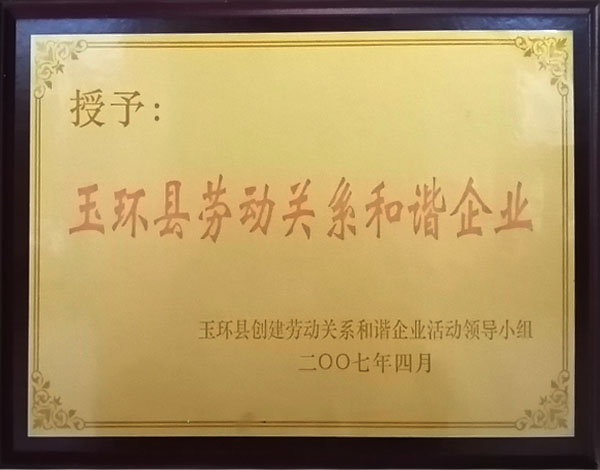 授予：
玉环县劳动关系和谐企业
玉环县创建劳动关系和谐企业活动领导小组
二〇〇七年四月